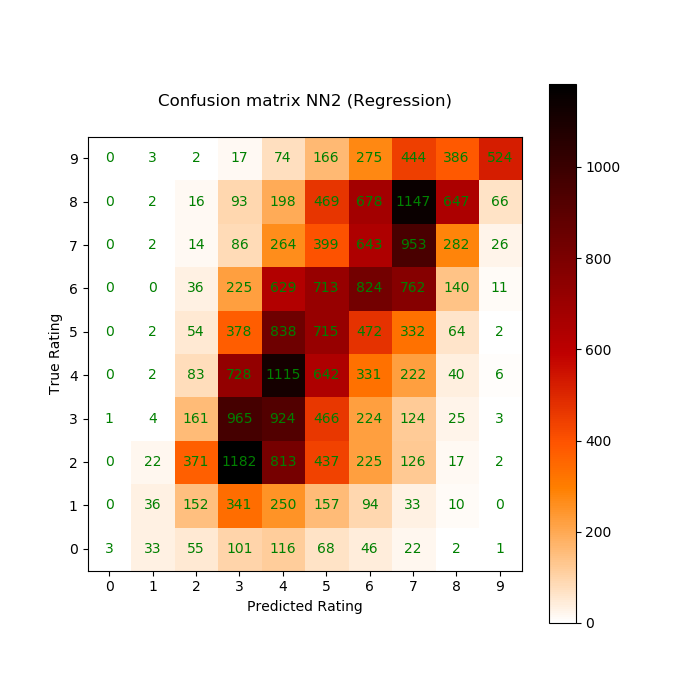 Confusion matrix NN2 (Regression)
9 0 3 2 17 74 166 275 444 386 524
8 0 2 16 93 198 469 678 1147 647 66
7 0 2 14 86 264 399 643 953 282 26
6 0 0 36 225 629 713 824 762 140 11
5 0 2 54 378 838 715 472 332 64 2
4 0 2 83 728 1115 642 331 222 40 6
3 1 4 161 965 924 466 224 124 25 3
2 0 22 371 1182 813 437 225 126 17 2
1 0 36 152 341 250 157 94 33 10 0
0 3 33 55 101 116 68 46 22 2 1
0 1 2 3 4 5 6 7 8 9
Predicted Rating
True Rating
1000
800
600
400
200
0